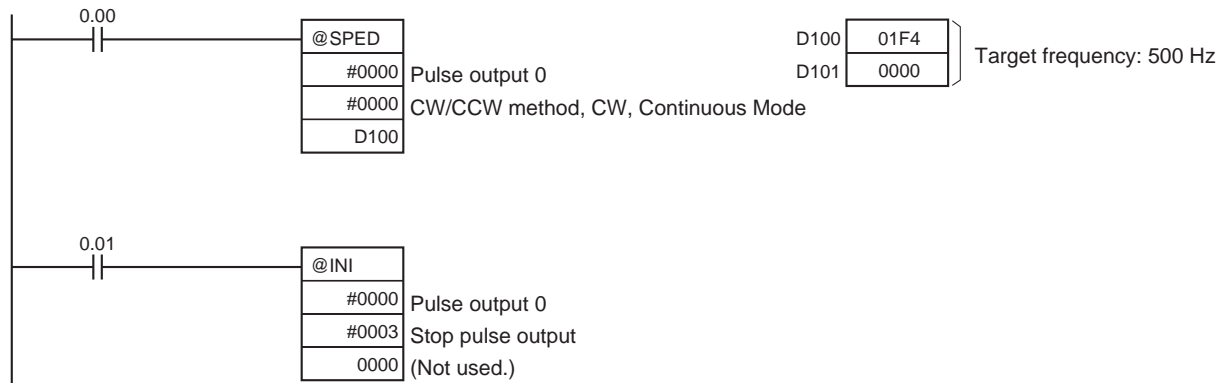 0.00
@SPED
#0000 Pulse output 0
#0000 CW/CCW method, CW, Continuous Mode
D100
D100 01F4
D101 0000
Target frequency: 500 Hz
0.01
@INI
#0000 Pulse output 0
#0003 Stop pulse output
0000 (Not used.)